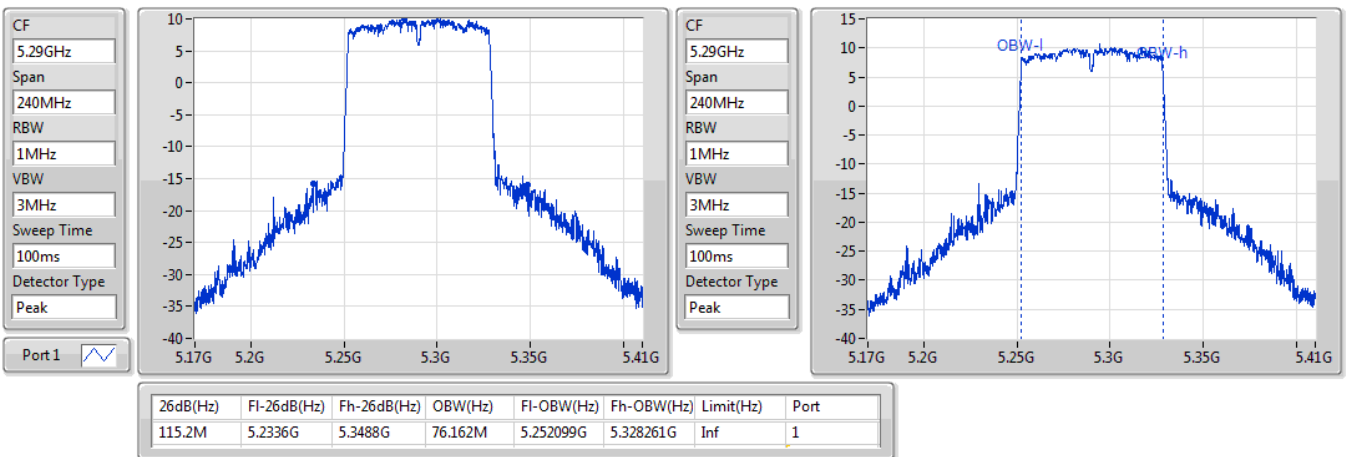 CF
5.29GHz
Span
240MHz
RBW
1MHz
VBW
3MHz
Sweep Time
100ms
Detector Type
Peak
Port 1
10
5
0
-5
-10
-15
-20
-25
-30
-35
-40
5.17G 5.2G 5.25G 5.3G 5.35G 5.41G
CF
5.29GHz
Span
240MHz
RBW
1MHz
VBW
3MHz
Sweep Time
100ms
Detector Type
Peak
15
10
5
0
-5
-10
-15
-20
-25
-30
-35
-40
OBW-l OBW-h
5.17G 5.2G 5.25G 5.3G 5.35G 5.41G
26dB(Hz) Fl-26dB(Hz) Fh-26dB(Hz) OBW(Hz) Fl-OBW(Hz) Fh-OBW(Hz) Limit(Hz) Port
115.2M 5.2336G 5.3488G 76.162M 5.252099G 5.328261G Inf 1